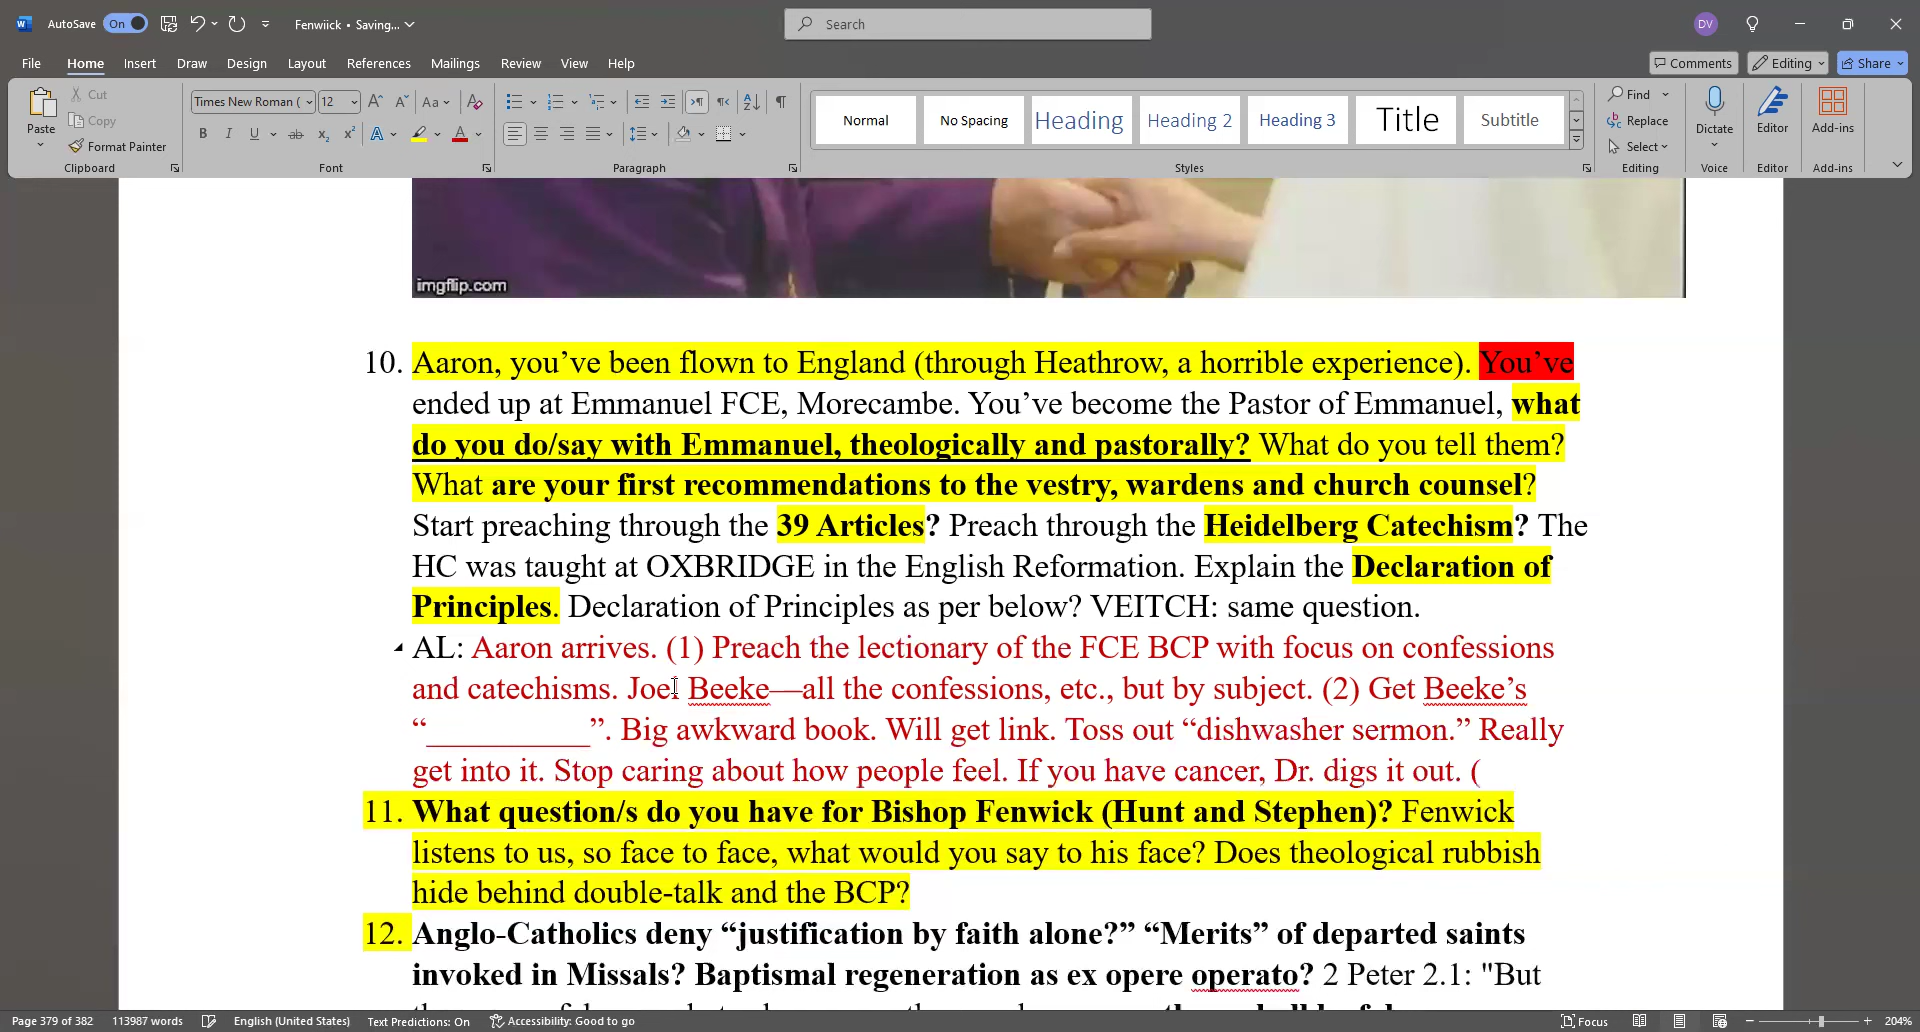 AutoSave On Fenwiick • Saving... Search DV
File Home Insert Draw Design Layout References Mailings Review View Help Comments Editing Share
Paste Cut Copy Format Painter Clipboard
Times New Roman ( 12 Font
Paragraph
Normal No Spacing Heading Heading 2 Heading 3 Title Subtitle Styles
Find Replace Select Editing
Dictate Voice
Editor Editor
Add-ins Add-ins
imgflip.com
10. Aaron, you’ve been flown to England (through Heathrow, a horrible experience). You’ve
ended up at Emmanuel FCE, Morecambe. You’ve become the Pastor of Emmanuel, what
do you do/say with Emmanuel, theologically and pastorally? What do you tell them?
What are your first recommendations to the vestry, wardens and church counsel?
Start preaching through the 39 Articles? Preach through the Heidelberg Catechism? The
HC was taught at OXBRIDGE in the English Reformation. Explain the Declaration of
Principles. Declaration of Principles as per below? VEITCH: same question.
AL: Aaron arrives. (1) Preach the lectionary of the FCE BCP with focus on confessions
and catechisms. Joel Beeke—all the confessions, etc., but by subject. (2) Get Beeke’s
“__________”. Big awkward book. Will get link. Toss out “dishwasher sermon.” Really
get into it. Stop caring about how people feel. If you have cancer, Dr. digs it out. (
11. What question/s do you have for Bishop Fenwick (Hunt and Stephen)? Fenwick
listens to us, so face to face, what would you say to his face? Does theological rubbish
hide behind double-talk and the BCP?
12. Anglo-Catholics deny “justification by faith alone?” “Merits” of departed saints
invoked in Missals? Baptismal regeneration as ex opere operato? 2 Peter 2.1: "But
Page 379 of 382 113987 words English (United States) Text Predictions: On Accessibility: Good to go Focus 204%